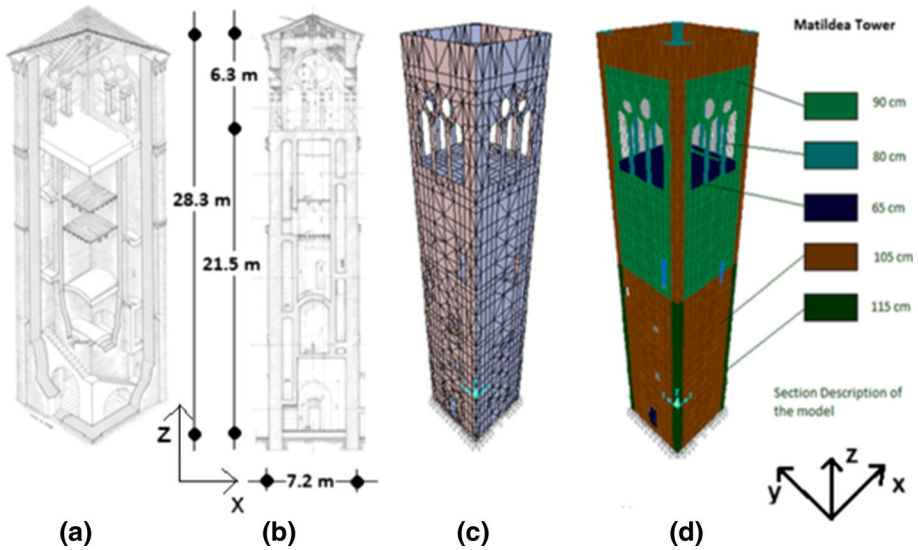 Matildea Tower
6.3 m
90 cm
80 cm
28.3 m
65 cm
21.5 m
105 cm
115 cm
Section Description of
the model
Z
X
7.2 m
y
z
x
(a)
(b)
(c)
(d)